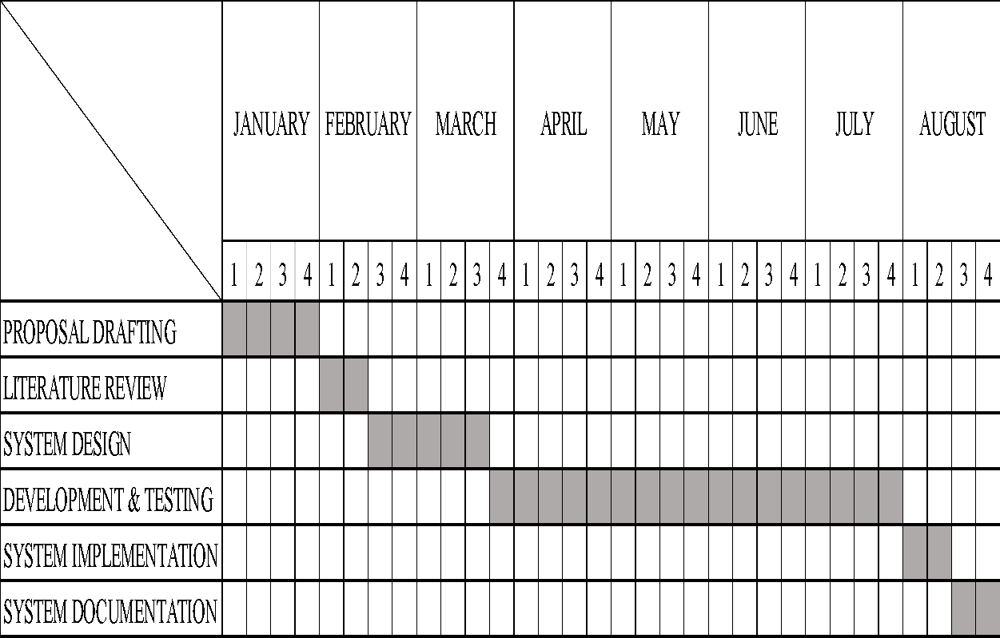 JANUARY FEBRUARY MARCH APRIL MAY JUNE JULY AUGUST
1 2 3 4 1 2 3 4 1 2 3 4 1 2 3 4 1 2 3 4 1 2 3 4 1 2 3 4 1 2 3 4
PROPOSAL DRAFTING
LITERATURE REVIEW
SYSTEM DESIGN
DEVELOPMENT & TESTING
SYSTEM IMPLEMENTATION
SYSTEM DOCUMENTATION